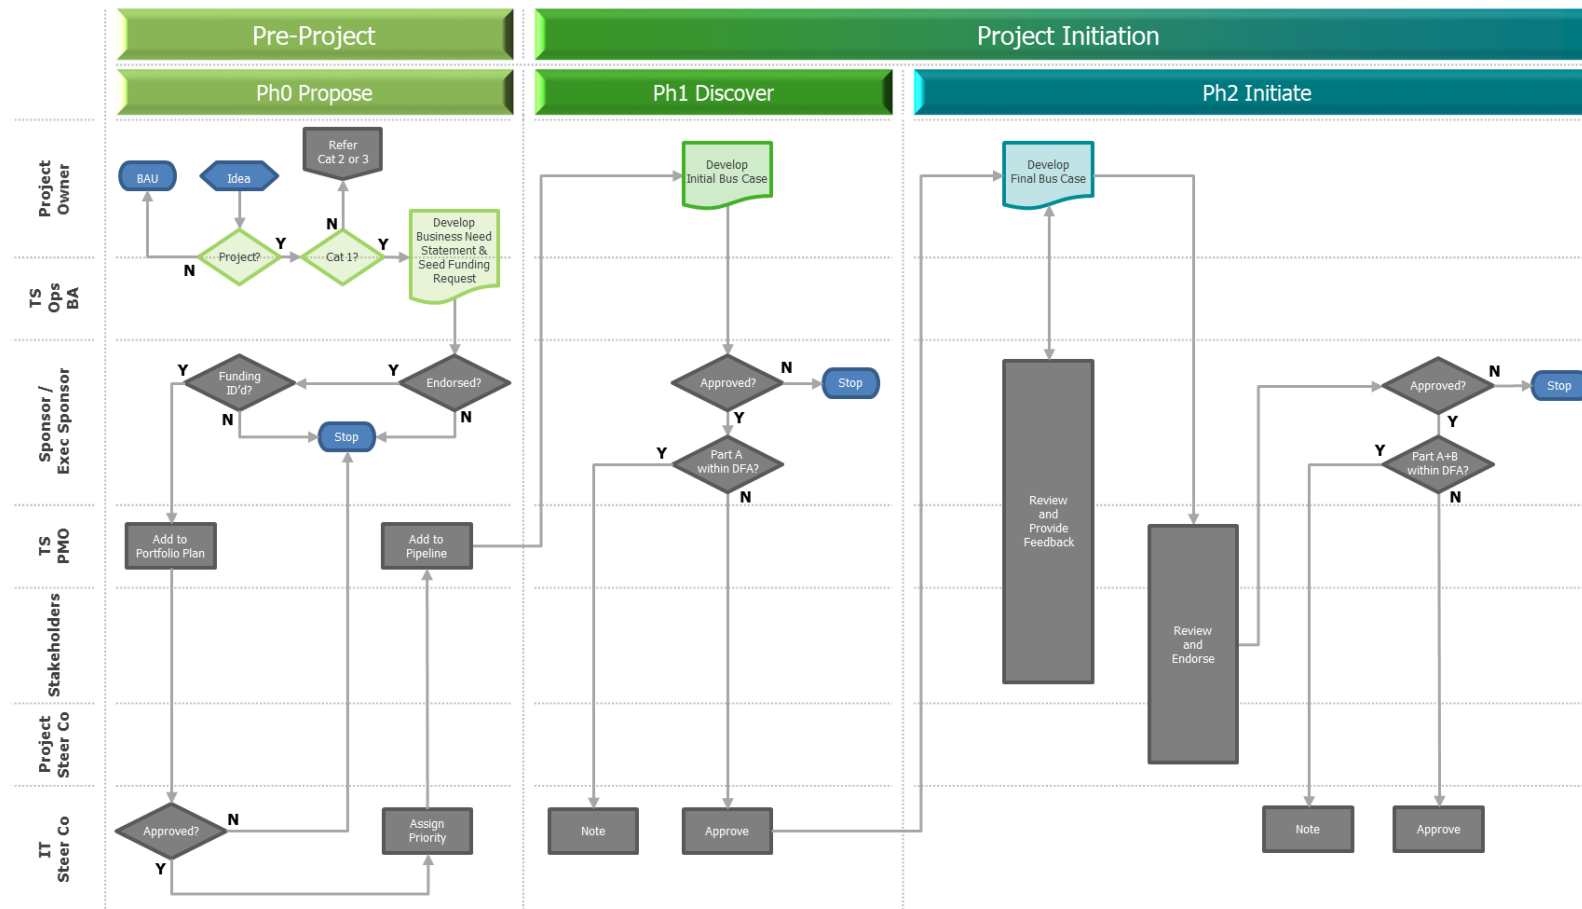 Pre-Project
Project Initiation
Ph0 Propose
Ph1 Discover
Ph2 Initiate
Project
Owner
BAU
Idea
Refer
Cat 2 or 3
Project?
N
Y
Cat 1?
N
Y
Develop
Business Need
Statement &
Seed Funding
Request
Develop
Initial Bus Case
Develop
Final Bus Case
TS
Ops
BA
Sponsor /
Exec Sponsor
Y
Funding
ID'd?
N
Y
Endorsed?
N
Stop
Approved?
N
Stop
Y
Y
Part A
within DFA?
N
Approved?
N
Stop
Y
Y
Part A+B
within DFA?
N
TS
PMO
Add to
Portfolio Plan
Add to
Pipeline
Review
and
Provide
Feedback
Stakeholders
Review
and
Endorse
Project
Steer Co
IT
Steer Co
Approved?
N
Y
Assign
Priority
Note
Approve
Note
Approve